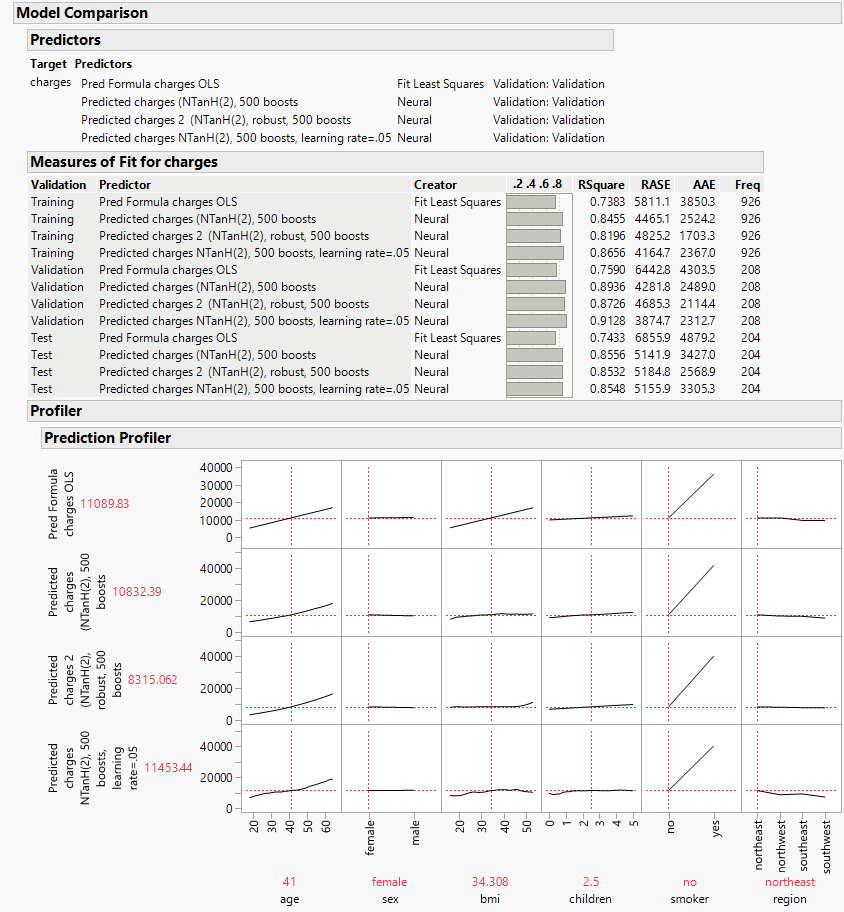 Model Comparison
Predictors
Target Predictors
charges Pred Formula charges OLS Fit Least Squares Validation: Validation
Predicted charges (NTanH(2), 500 boosts Neural Validation: Validation
Predicted charges 2 (NTanH(2), robust, 500 boosts Neural Validation: Validation
Predicted charges NTanH(2), 500 boosts, learning rate=.05 Neural Validation: Validation
Measures of Fit for charges
Validation Predictor Creator .2 .4 .6 .8 RSquare RASE AAE Freq
Training Pred Formula charges OLS Fit Least Squares 0.7383 5811.1 3850.3 926
Training Predicted charges (NTanH(2), 500 boosts Neural 0.8455 4465.1 2524.2 926
Training Predicted charges 2 (NTanH(2), robust, 500 boosts Neural 0.8196 4825.2 1703.3 926
Training Predicted charges NTanH(2), 500 boosts, learning rate=.05 Neural 0.8656 4164.7 2367.0 926
Validation Pred Formula charges OLS Fit Least Squares 0.7590 6442.8 4303.5 208
Validation Predicted charges (NTanH(2), 500 boosts Neural 0.8936 4281.8 2489.0 208
Validation Predicted charges 2 (NTanH(2), robust, 500 boosts Neural 0.8726 4685.3 2114.4 208
Validation Predicted charges NTanH(2), 500 boosts, learning rate=.05 Neural 0.9128 3874.7 2312.7 208
Test Pred Formula charges OLS Fit Least Squares 0.7433 6855.9 4879.2 204
Test Predicted charges (NTanH(2), 500 boosts Neural 0.8556 5141.9 3427.0 204
Test Predicted charges 2 (NTanH(2), robust, 500 boosts Neural 0.8532 5184.8 2568.9 204
Test Predicted charges NTanH(2), 500 boosts, learning rate=.05 Neural 0.8548 5155.9 3305.3 204
Profiler
Prediction Profiler
Pred Formula
charges OLS
11089.83
40000
30000
20000
10000
0
Predicted
charges
(NTanH(2), 500
boosts
10832.39
40000
20000
0
Predicted
charges 2
(NTanH(2),
robust, 500
boosts
8315.062
40000
20000
0
Predicted
charges
NTanH(2), 500
boosts,
learning
rate=.05
11453.44
40000
20000
0
20 30 40 50 60 female male 20 30 40 50 0 1 2 3 4 5 no yes northeast northwest southeast southwest
41 female 34.308 2.5 no northeast
age sex bmi children smoker region